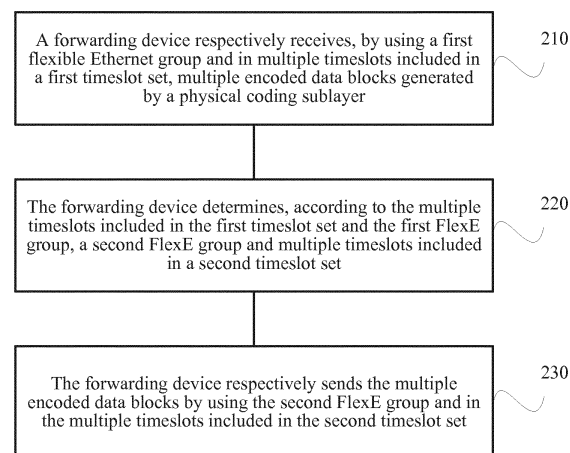 A forwarding device respectively receives, by using a first
flexible Ethernet group and in multiple timeslots included in
a first timeslot set, multiple encoded data blocks generated
by a physical coding sublayer
210
The forwarding device determines, according to the multiple
timeslots included in the first timeslot set and the first FlexE
group, a second FlexE group and multiple timeslots included
in a second timeslot set
220
The forwarding device respectively sends the multiple
encoded data blocks by using the second FlexE group and in
the multiple timeslots included in the second timeslot set
230